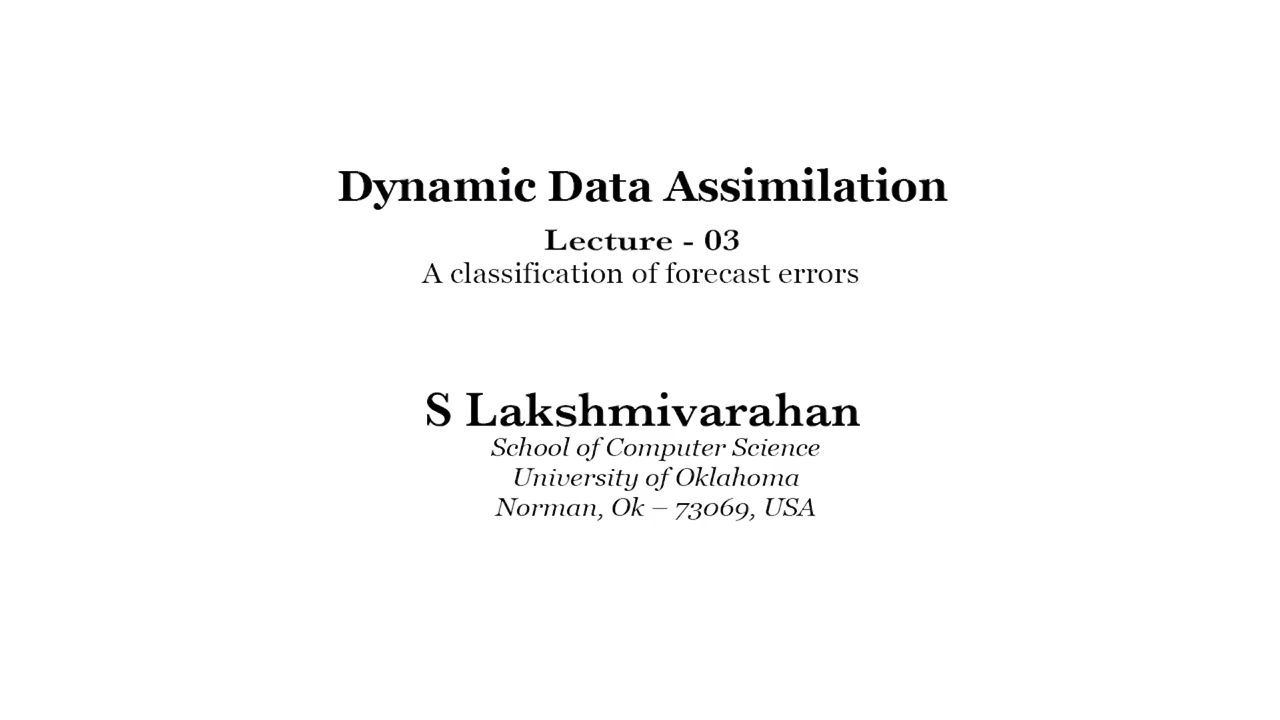 Dynamic Data Assimilation
Lecture - 03
A classification of forecast errors
S Lakshmivarahan
School of Computer Science
University of Oklahoma
Norman, Ok – 73069, USA